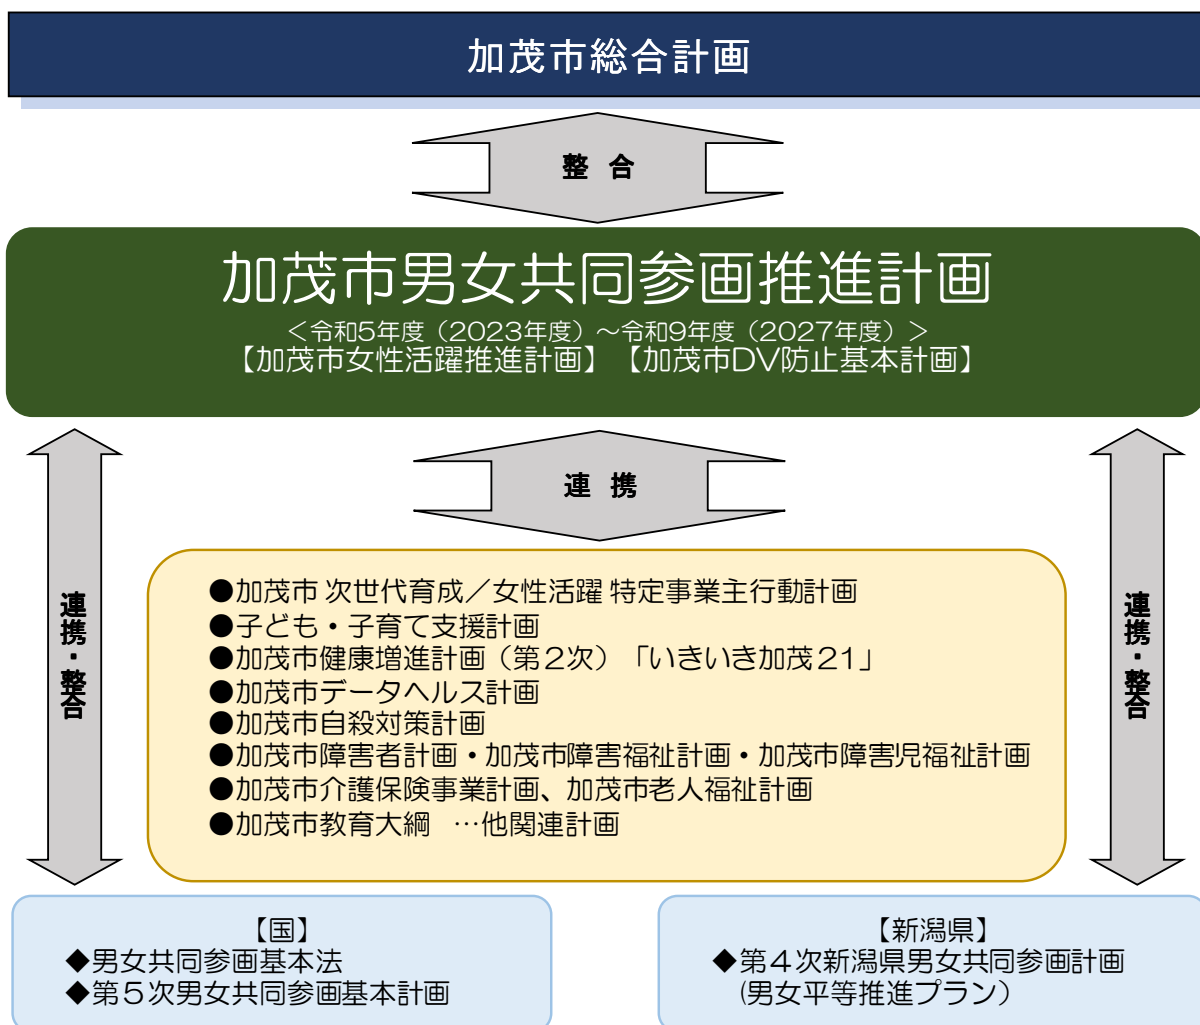 加茂市総合計画
整 合
加茂市男女共同参画推進計画
＜令和5年度（2023年度）～令和9年度（2027年度）＞
【加茂市女性活躍推進計画】【加茂市DV防止基本計画】
連 携
連携・整合
●加茂市 次世代育成／女性活躍 特定事業主行動計画
●子ども・子育て支援計画
●加茂市健康増進計画（第２次）「いきいき加茂21」
●加茂市データヘルス計画
●加茂市自殺対策計画
●加茂市障害者計画・加茂市障害福祉計画・加茂市障害児福祉計画
●加茂市介護保険事業計画、加茂市老人福祉計画
●加茂市教育大綱 …他関連計画
連携・整合
【国】
◆男女共同参画基本法
◆第５次男女共同参画基本計画
【新潟県】
◆第４次新潟県男女共同参画計画
(男女平等推進プラン）